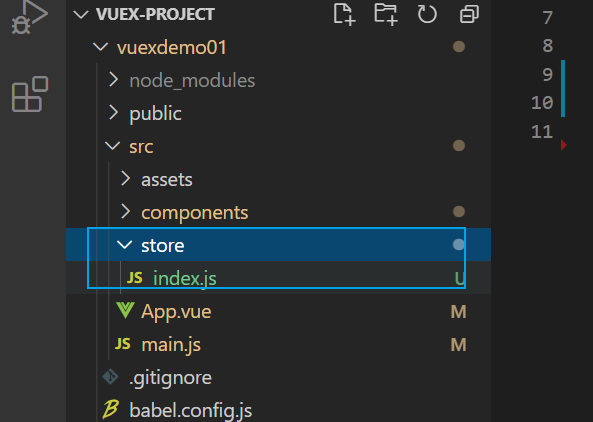 VUEX-PROJECT
vuexdemo01
node_modules
public
src
assets
components
store
JS index.js U
App.vue M
JS main.js M
.gitignore
babel.config.js
7
8
9
10
11